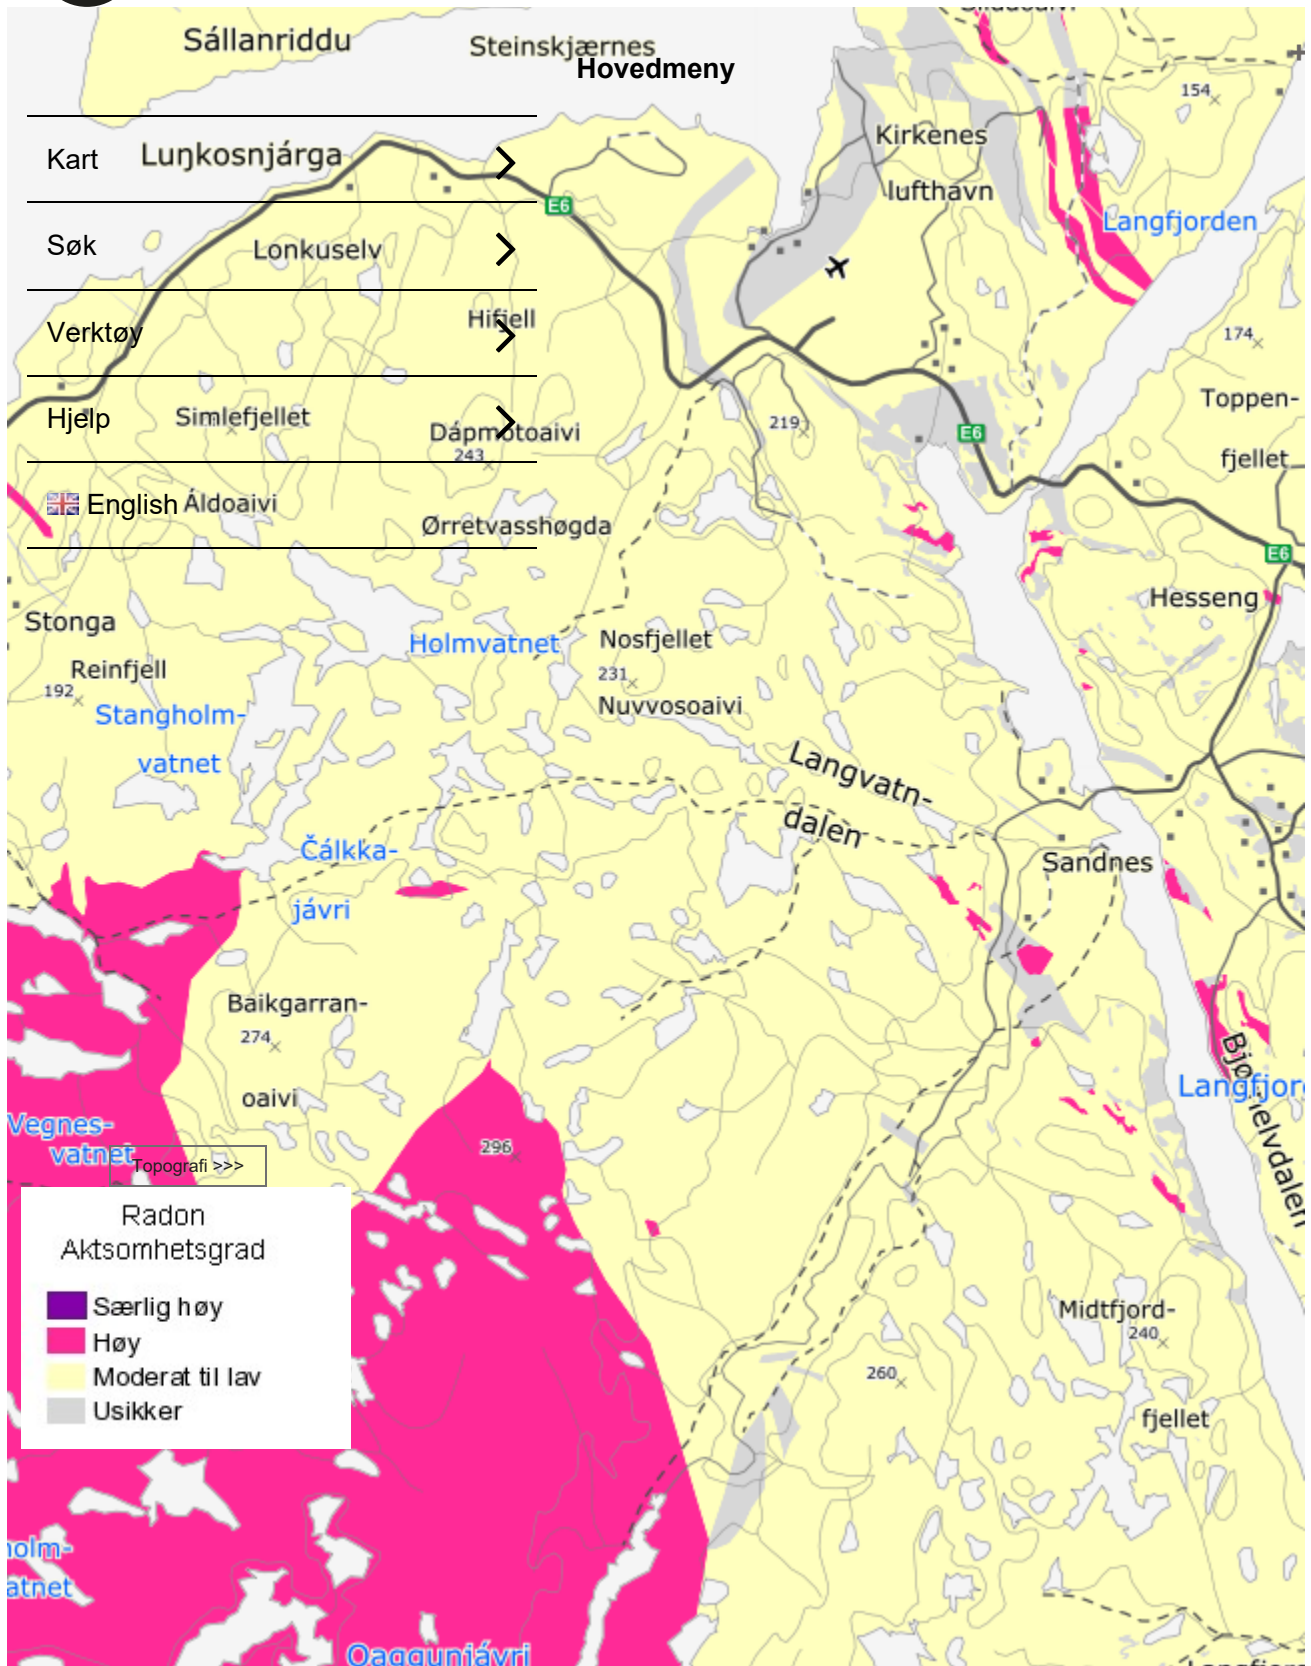 Sállanriddu
Steinskjærnes
Hovedmeny
154
Kirkenes
lufthavn
Kart
Luŋkosnjárga
E6
Langfjorden
Søk
Lonkuselv
Verktøy
Hifjell
174
Toppen-
fjellet
Hjelp
Simlefjellet
Dápmotoaivi
243
219
E6
English
Áldoaivi
Ørretvasshøgda
E6
Hesseng
Stonga
Holmvatnet
Nosfjellet
231
Nuvvosoaivi
Reinfjell
192
Stangholm-
vatnet
Langvatn-
dalen
Čálkka-
jávri
Sandnes
Baikgarran-
274
oaivi
Vegnes-
vatnet
296
Topografi >>>
Radon
Aktsomhetsgrad
Særlig høy
Høy
Moderat til lav
Usikker
Midtfjord-
240
fjellet
260
holm-
atnet
Oaggunjávri